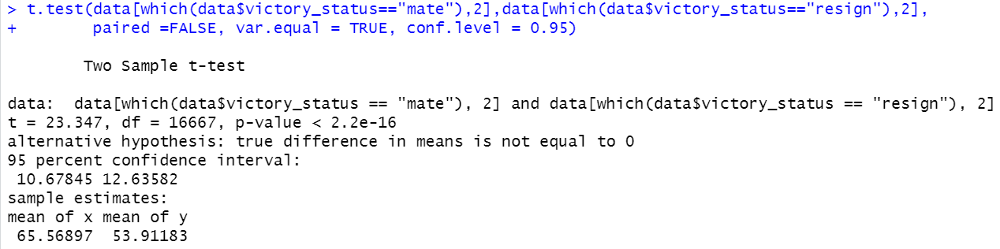 > t.test(data[which(data$victory_status=="mate"),2],data[which(data$victory_status=="resign"),2],
+        paired =FALSE, var.equal = TRUE, conf.level = 0.95)
Two Sample t-test
data:  data[which(data$victory_status == "mate"), 2] and data[which(data$victory_status == "resign"), 2]
t = 23.347, df = 16667, p-value < 2.2e-16
alternative hypothesis: true difference in means is not equal to 0
95 percent confidence interval:
10.67845 12.63582
sample estimates:
mean of x mean of y
65.56897  53.91183